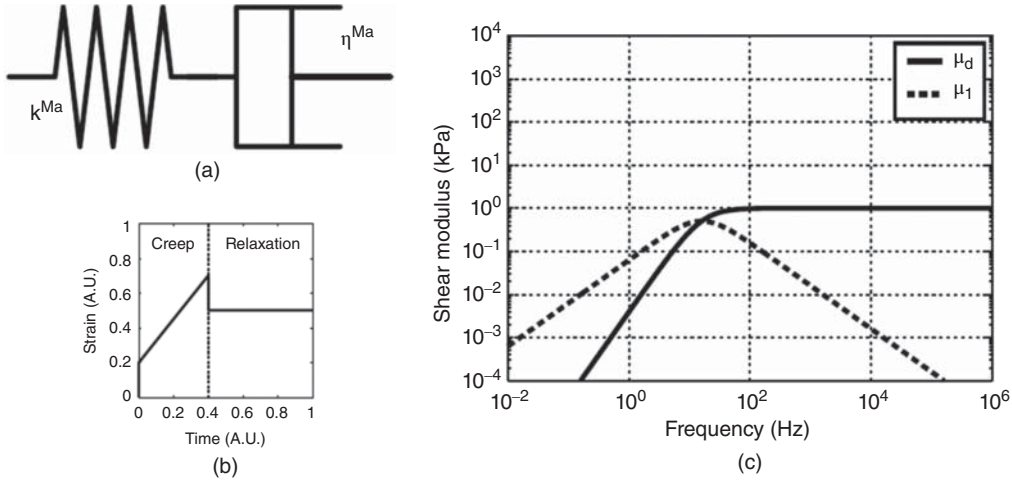 k^Ma
η^Ma
(a)
Creep
Relaxation
1
0.8
0.6
0.4
0.2
0
Strain (A.U.)
0 0.2 0.4 0.6 0.8 1
Time (A.U.)
(b)
μ_d
μ_1
10^4
10^3
10^2
10^1
10^0
10^−1
10^−2
10^−3
10^−4
Shear modulus (kPa)
10^−2 10^0 10^2 10^4 10^6
Frequency (Hz)
(c)